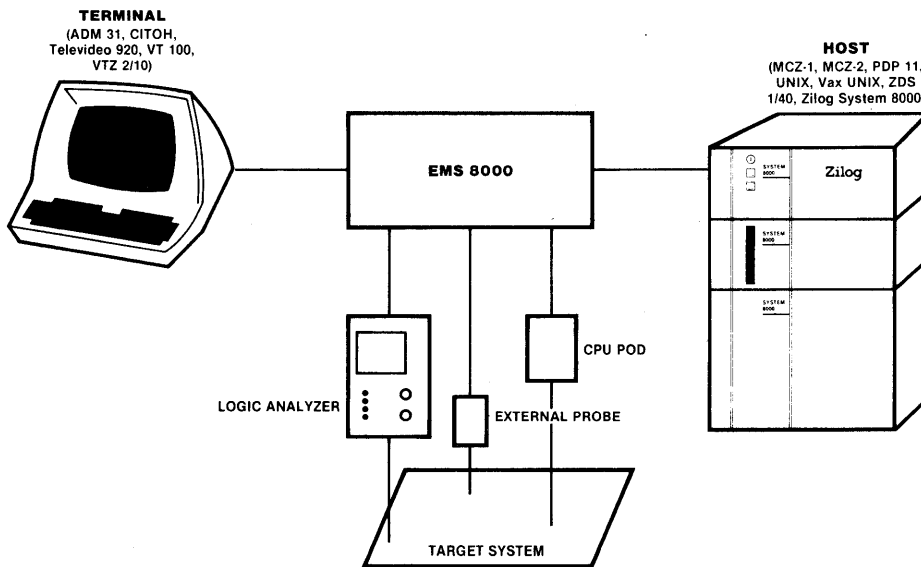 TERMINAL
(ADM 31, CITOH,
Televideo 920, VT 100,
VTZ 2/10)
HOST
(MCZ-1, MCZ-2, PDP 11,
UNIX, Vax UNIX, ZDS
1/40, Zilog System 8000
EMS 8000
SYSTEM
8000
Zilog
SYSTEM
8000
SYSTEM
8000
CPU POD
LOGIC ANALYZER
EXTERNAL PROBE
TARGET SYSTEM